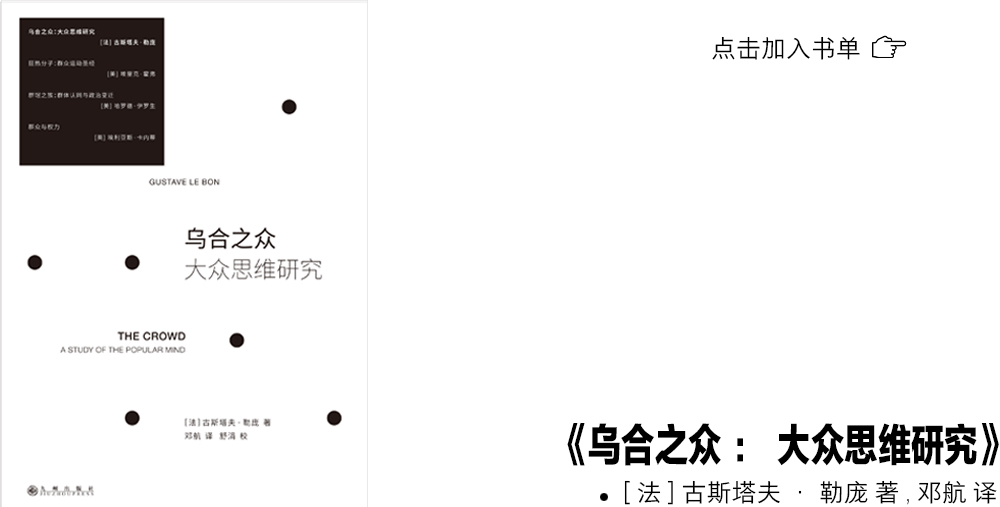 乌合之众：大众思维研究
[法] 古斯塔夫·勒庞
狂热分子：群众运动圣经
[美] 埃里克·霍弗
群氓之族：群体认同与政治变迁
[美] 哈罗德·伊罗生
群众与权力
[英] 埃利亚斯·卡内蒂
GUSTAVE LE BON
乌合之众
大众思维研究
THE CROWD
A STUDY OF THE POPULAR MIND
[法] 古斯塔夫·勒庞 著
邓航 译 舒涓 校
九州出版社
JIUZHOUPRESS
点击加入书单
《乌合之众： 大众思维研究》
• [ 法 ] 古斯塔夫 · 勒庞 著 , 邓航 译